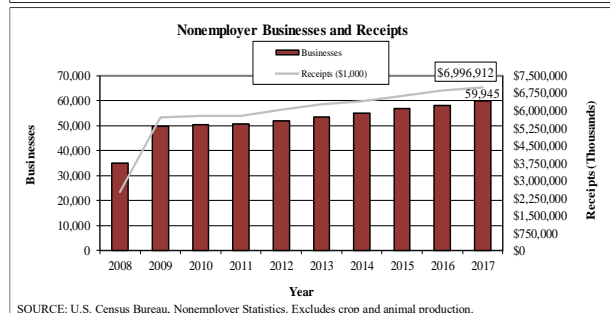 Nonemployer Businesses and Receipts
Businesses
Receipts ($1,000)
$6,996,912
59,945
70,000
60,000
50,000
40,000
30,000
20,000
10,000
0
Businesses
$7,500,000
$6,750,000
$6,000,000
$5,250,000
$4,500,000
$3,750,000
$3,000,000
$2,250,000
$1,500,000
$750,000
$0
Receipts (Thousands)
2008 2009 2010 2011 2012 2013 2014 2015 2016 2017
Year
SOURCE: U.S. Census Bureau, Nonemployer Statistics. Excludes crop and animal production.